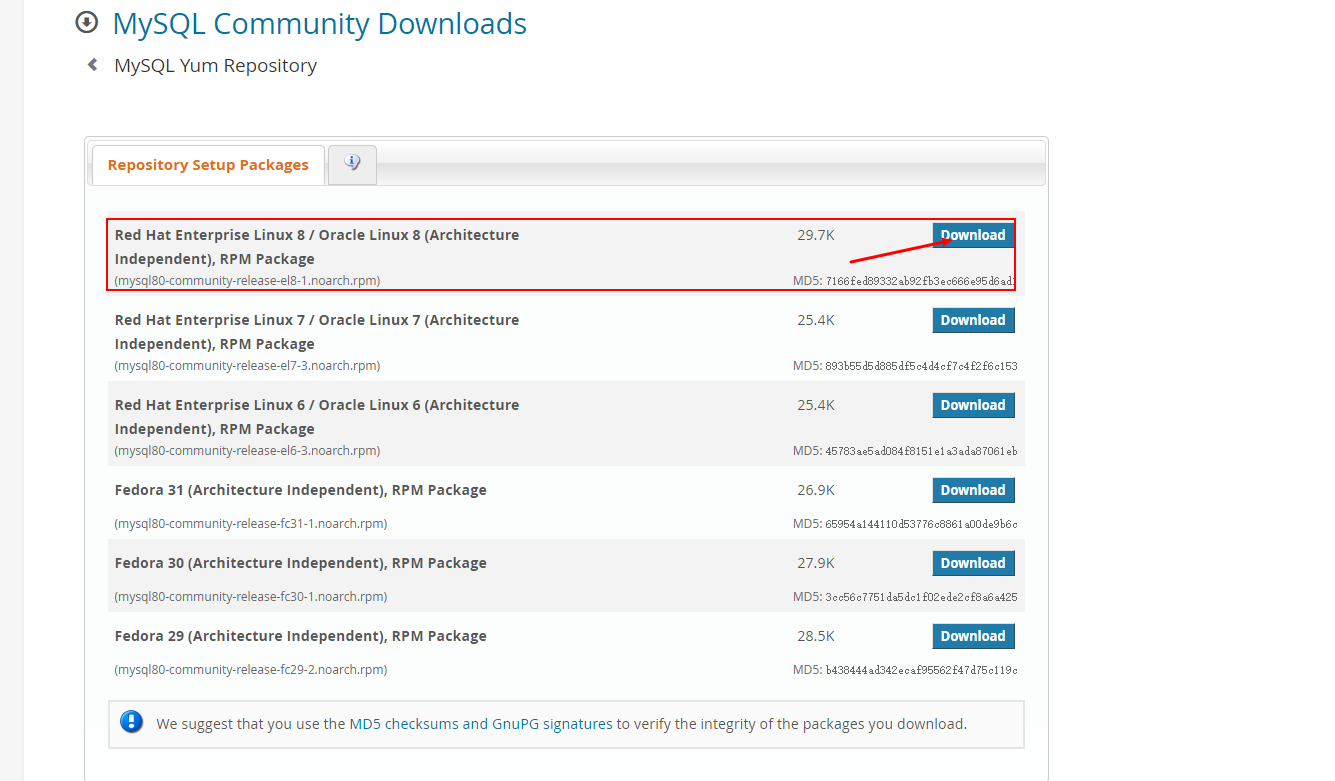 MySQL Community Downloads
MySQL Yum Repository
Repository Setup Packages
Red Hat Enterprise Linux 8 / Oracle Linux 8 (Architecture 29.7K Download
Independent), RPM Package
(mysql80-community-release-el8-1.noarch.rpm) MD5: 7166fed89332ab92fb3ec666e95d6ad
Red Hat Enterprise Linux 7 / Oracle Linux 7 (Architecture 25.4K Download
Independent), RPM Package
(mysql80-community-release-el7-3.noarch.rpm) MD5: 893b55d5d885df5c4d4cf7c4f2f6c153
Red Hat Enterprise Linux 6 / Oracle Linux 6 (Architecture 25.4K Download
Independent), RPM Package
(mysql80-community-release-el6-3.noarch.rpm) MD5: 45783ae5ad084f8151e1a3ada87061eb
Fedora 31 (Architecture Independent), RPM Package 26.9K Download
(mysql80-community-release-fc31-1.noarch.rpm) MD5: 65954a144110d53776c8861a00de9b6c
Fedora 30 (Architecture Independent), RPM Package 27.9K Download
(mysql80-community-release-fc30-1.noarch.rpm) MD5: 3cc56c7751da5dc1f02ede2cf8a6a425
Fedora 29 (Architecture Independent), RPM Package 28.5K Download
(mysql80-community-release-fc29-2.noarch.rpm) MD5: b438444ad342ecaf95562f47d75c119c
We suggest that you use the MD5 checksums and GnuPG signatures to verify the integrity of the packages you download.